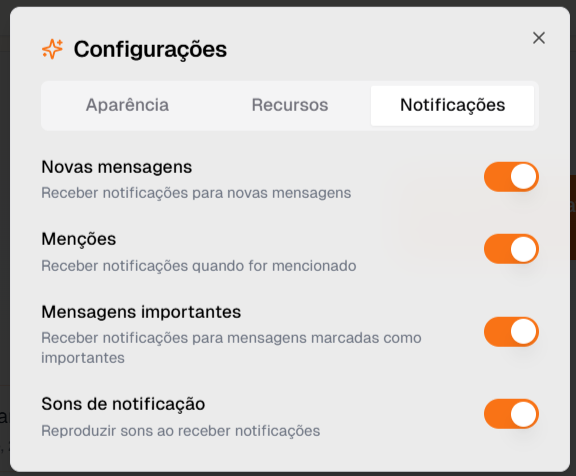 Configurações
Aparência Recursos Notificações
Novas mensagens
Receber notificações para novas mensagens
Menções
Receber notificações quando for mencionado
Mensagens importantes
Receber notificações para mensagens marcadas como
importantes
Sons de notificação
Reproduzir sons ao receber notificações